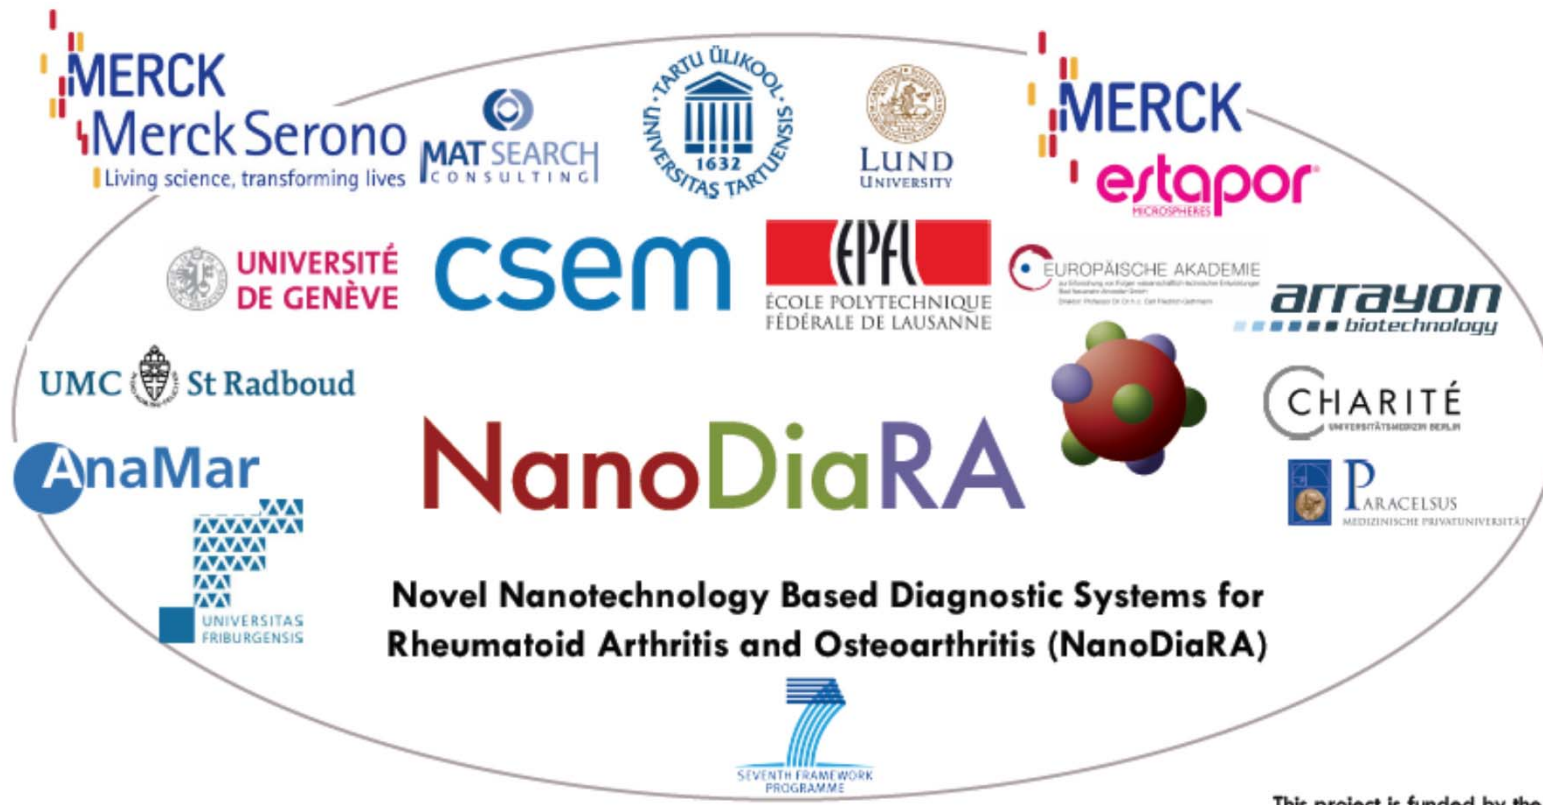 MERCK
Merck Serono
Living science, transforming lives
MAT SEARCH
CONSULTING
UNIVERSITAS TARTUENSIS · TARTU ÜLIKOOL ·
1632
LUND
UNIVERSITY
MERCK
estapor
MICROSPHERES
UNIVERSITÉ
DE GENÈVE
csem
EPFL
ÉCOLE POLYTECHNIQUE
FÉDÉRALE DE LAUSANNE
EUROPÄISCHE AKADEMIE
arrayon
biotechnology
UMC St Radboud
CHARITÉ
UNIVERSITÄTSMEDIZIN BERLIN
AnaMar
NanoDiaRA
PARACELSUS
MEDIZINISCHE PRIVATUNIVERSITÄT
UNIVERSITAS
FRIBURGENSIS
Novel Nanotechnology Based Diagnostic Systems for
Rheumatoid Arthritis and Osteoarthritis (NanoDiaRA)
7
SEVENTH FRAMEWORK
PROGRAMME
This project is funded by the